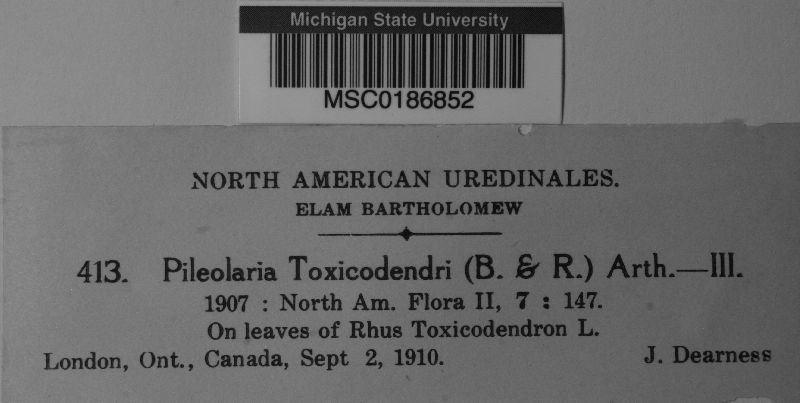 Michigan State University
MSC0186852
NORTH AMERICAN UREDINALES.
ELAM BARTHOLOMEW
413. Pileolaria Toxicodendri (B. & R.) Arth.—III.
1907 : North Am. Flora II, 7 : 147.
On leaves of Rhus Toxicodendron L.
London, Ont., Canada, Sept 2, 1910. J. Dearness